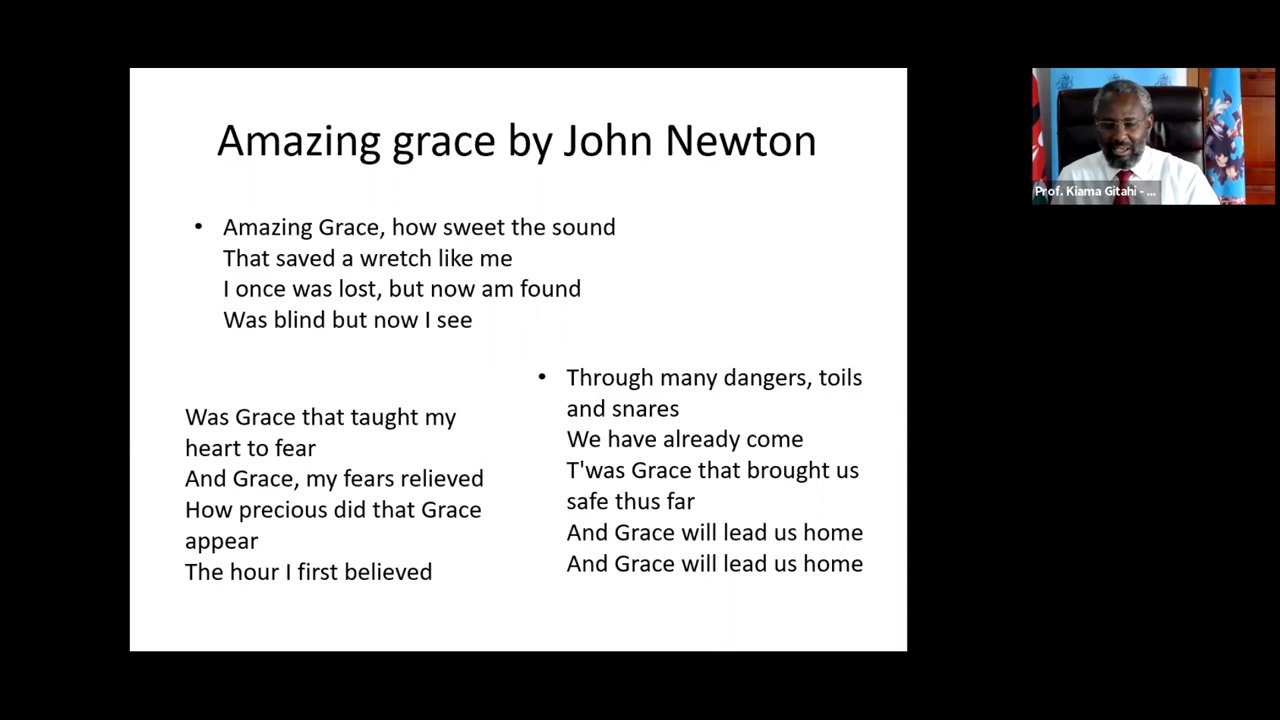 Amazing grace by John Newton
• Amazing Grace, how sweet the sound
That saved a wretch like me
I once was lost, but now am found
Was blind but now I see
Was Grace that taught my
heart to fear
And Grace, my fears relieved
How precious did that Grace
appear
The hour I first believed
• Through many dangers, toils
and snares
We have already come
T'was Grace that brought us
safe thus far
And Grace will lead us home
And Grace will lead us home
Prof. Kiama Gitahi - ...